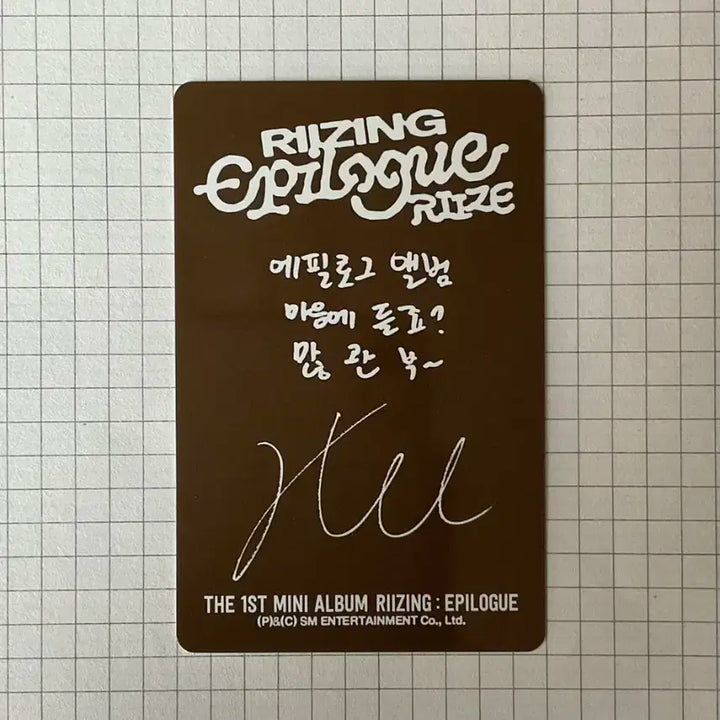 RIIZING
Epilogue
RIIZE
에필로그 앨범
마음에 들죠?
많 관 부~
THE 1ST MINI ALBUM RIIZING : EPILOGUE
(P)&(C) SM ENTERTAINMENT Co., Ltd.